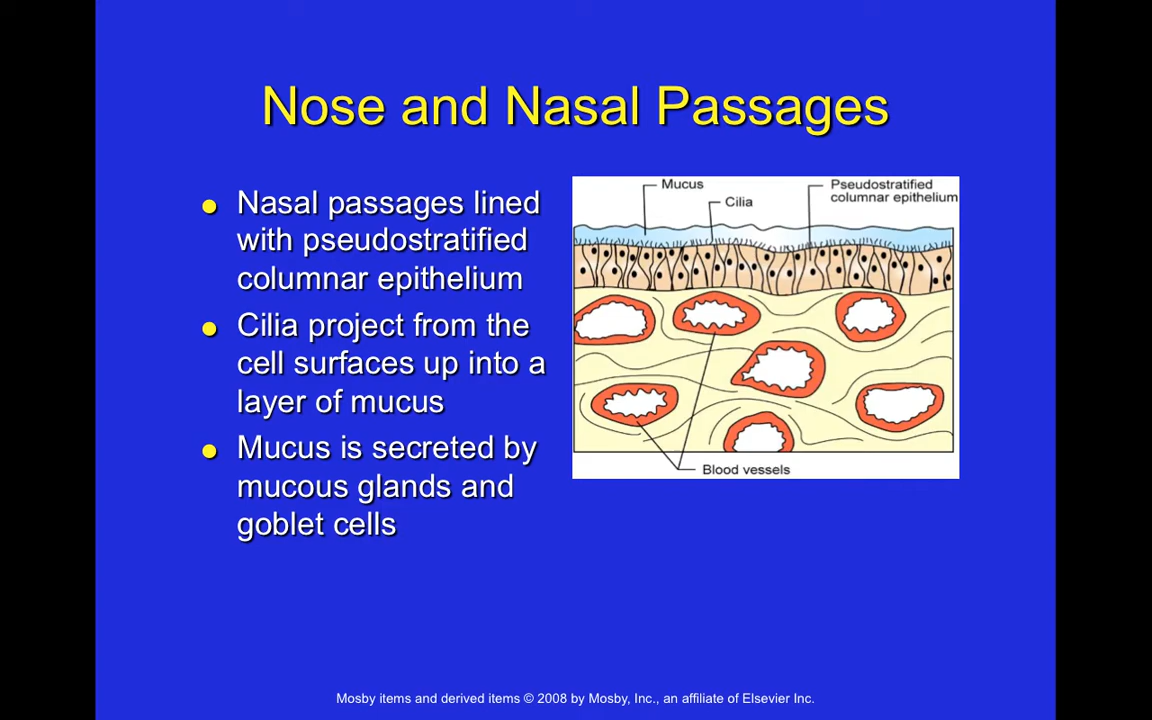 Nose and Nasal Passages
Nasal passages lined
with pseudostratified
columnar epithelium
Cilia project from the
cell surfaces up into a
layer of mucus
Mucus is secreted by
mucous glands and
goblet cells
Mucus
Cilia
Pseudostratified
columnar epithelium
Blood vessels
Mosby items and derived items © 2008 by Mosby, Inc., an affiliate of Elsevier Inc.